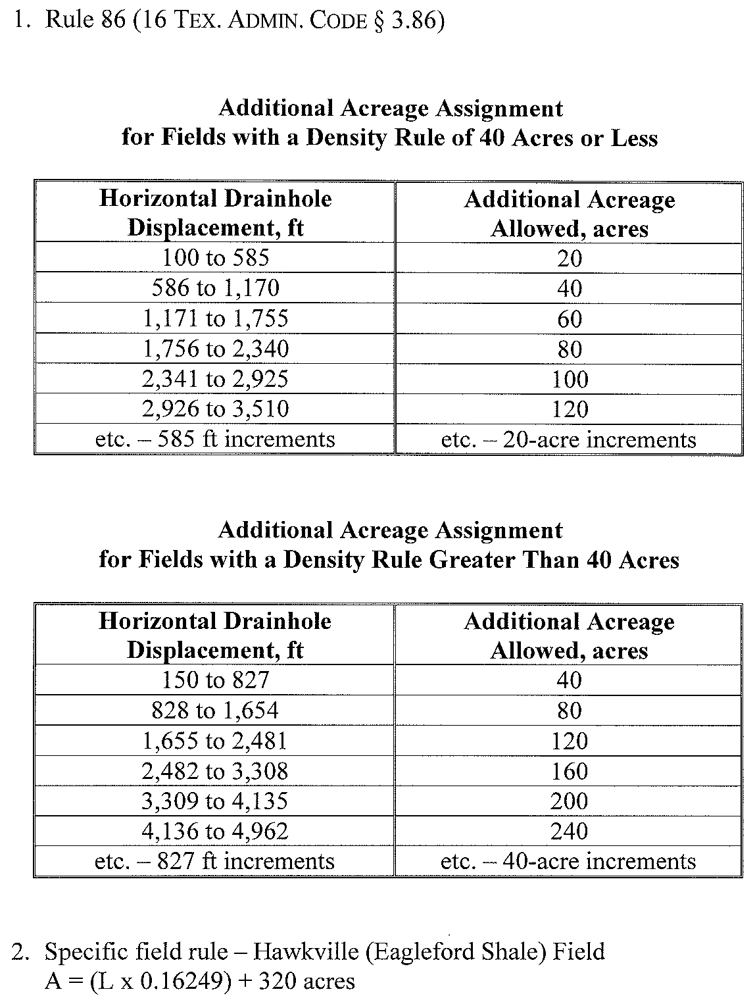 1. Rule 86 (16 TEX. ADMIN. CODE § 3.86)
Additional Acreage Assignment
for Fields with a Density Rule of 40 Acres or Less
Horizontal Drainhole Additional Acreage
Displacement, ft Allowed, acres
100 to 585 20
586 to 1,170 40
1,171 to 1,755 60
1,756 to 2,340 80
2,341 to 2,925 100
2,926 to 3,510 120
etc. – 585 ft increments etc. – 20-acre increments
Additional Acreage Assignment
for Fields with a Density Rule Greater Than 40 Acres
Horizontal Drainhole Additional Acreage
Displacement, ft Allowed, acres
150 to 827 40
828 to 1,654 80
1,655 to 2,481 120
2,482 to 3,308 160
3,309 to 4,135 200
4,136 to 4,962 240
etc. – 827 ft increments etc. – 40-acre increments
2. Specific field rule – Hawkville (Eagleford Shale) Field
A = (L x 0.16249) + 320 acres